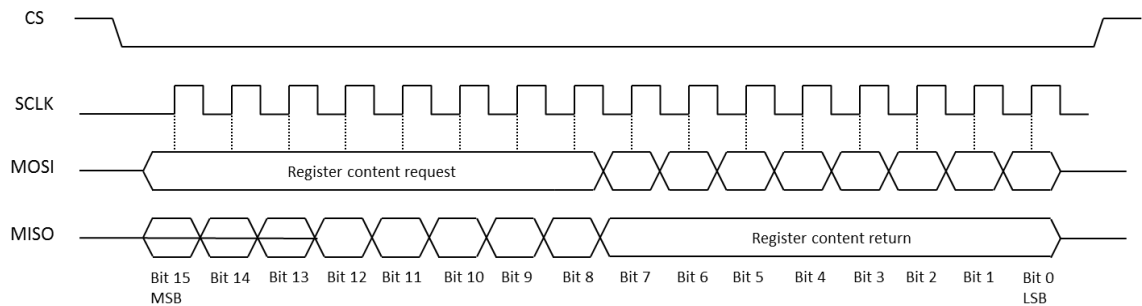 CS
SCLK
MOSI
Register content request
MISO
Register content return
Bit 15 Bit 14 Bit 13 Bit 12 Bit 11 Bit 10 Bit 9 Bit 8 Bit 7 Bit 6 Bit 5 Bit 4 Bit 3 Bit 2 Bit 1 Bit 0
MSB LSB